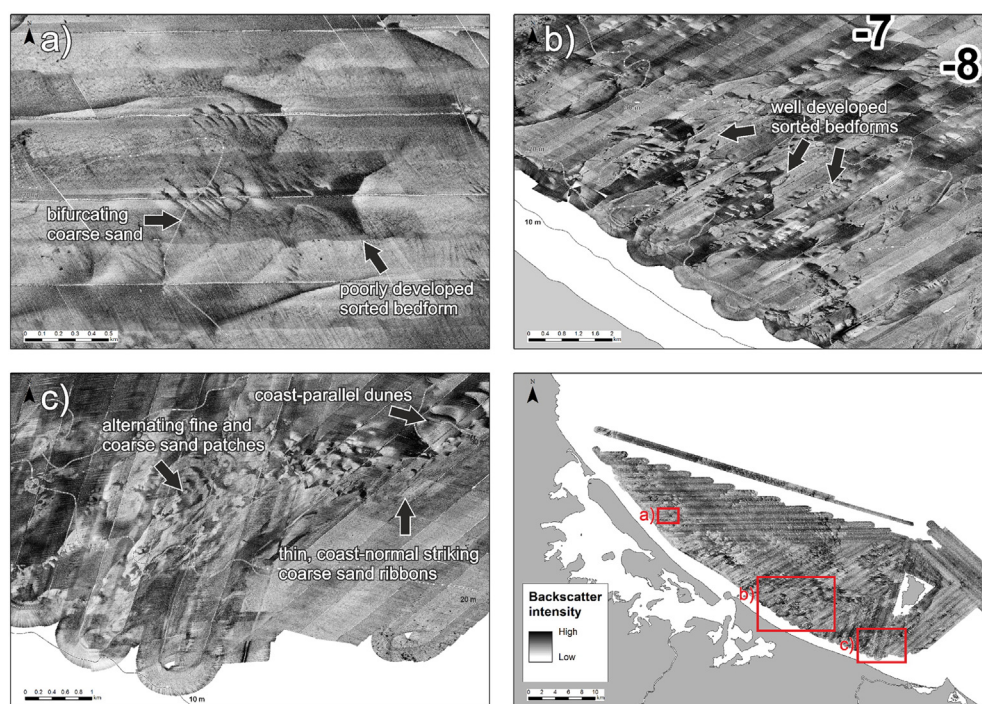 a)
bifurcating
coarse sand
poorly developed
sorted bedform
0 0.1 0.2 0.3 0.4 0.5
km
b)
-7
-8
well developed
sorted bedforms
10 m
0 0.4 0.8 1.2 1.6 2
km
c)
coast-parallel dunes
alternating fine and
coarse sand patches
thin, coast-normal striking
coarse sand ribbons
20 m
10 m
0 0.2 0.4 0.6 0.8 1
km
N
a)
b)
c)
Backscatter
intensity
High
Low
0 2 4 6 8 10
km